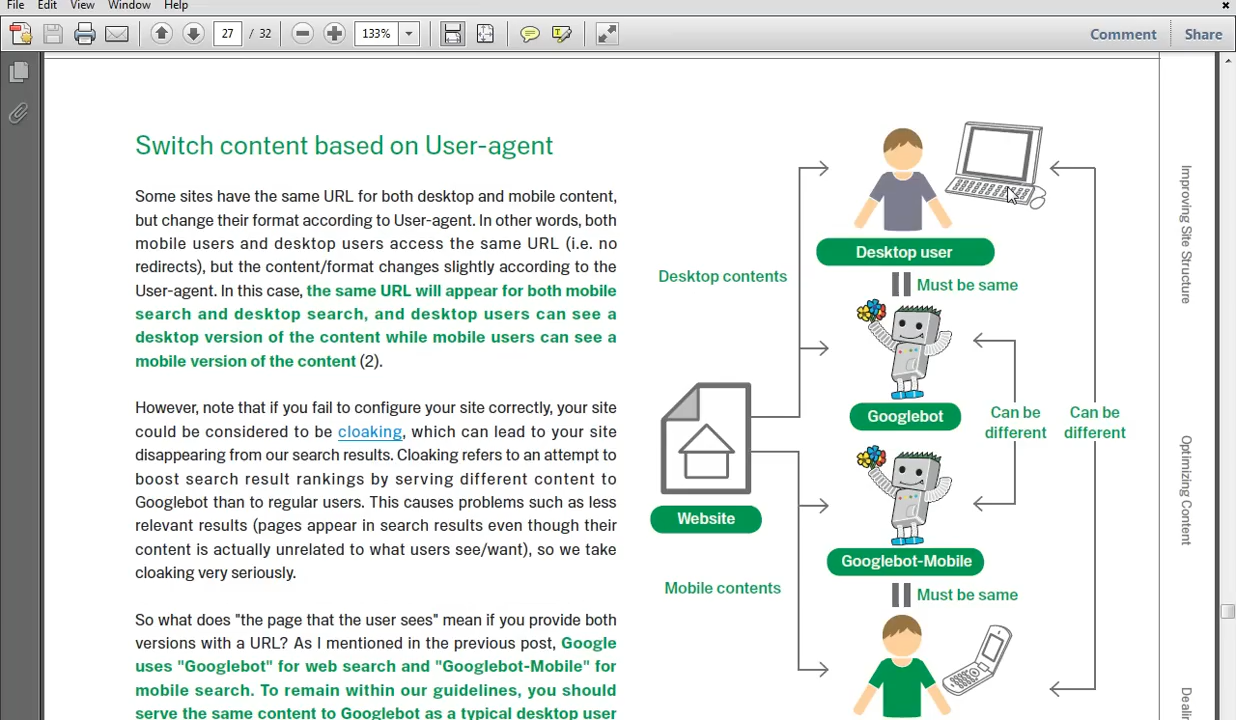 File Edit View Window Help
27 / 32 133% Comment Share
Switch content based on User-agent
Some sites have the same URL for both desktop and mobile content,
but change their format according to User-agent. In other words, both
mobile users and desktop users access the same URL (i.e. no
redirects), but the content/format changes slightly according to the
User-agent. In this case, the same URL will appear for both mobile
search and desktop search, and desktop users can see a
desktop version of the content while mobile users can see a
mobile version of the content (2).
However, note that if you fail to configure your site correctly, your site
could be considered to be cloaking, which can lead to your site
disappearing from our search results. Cloaking refers to an attempt to
boost search result rankings by serving different content to
Googlebot than to regular users. This causes problems such as less
relevant results (pages appear in search results even though their
content is actually unrelated to what users see/want), so we take
cloaking very seriously.
So what does "the page that the user sees" mean if you provide both
versions with a URL? As I mentioned in the previous post, Google
uses "Googlebot" for web search and "Googlebot-Mobile" for
mobile search. To remain within our guidelines, you should
serve the same content to Googlebot as a typical desktop user
Desktop user
Desktop contents
Must be same
Googlebot
Can be
different
Can be
different
Website
Googlebot-Mobile
Mobile contents
Must be same
Improving Site Structure
Optimizing Content